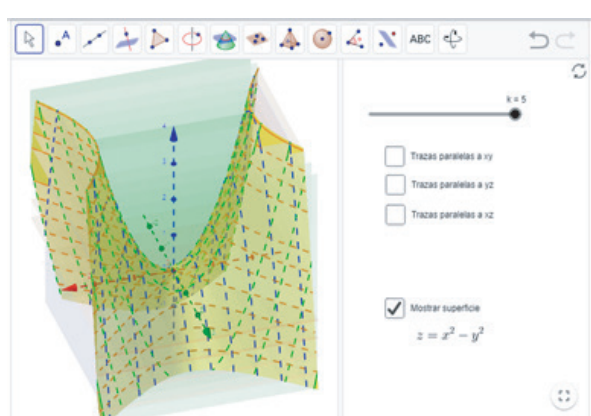 A
ABC
k = 5
Trazas paralelas a xy
Trazas paralelas a yz
Trazas paralelas a xz
Mostrar superficie
z = x² − y²